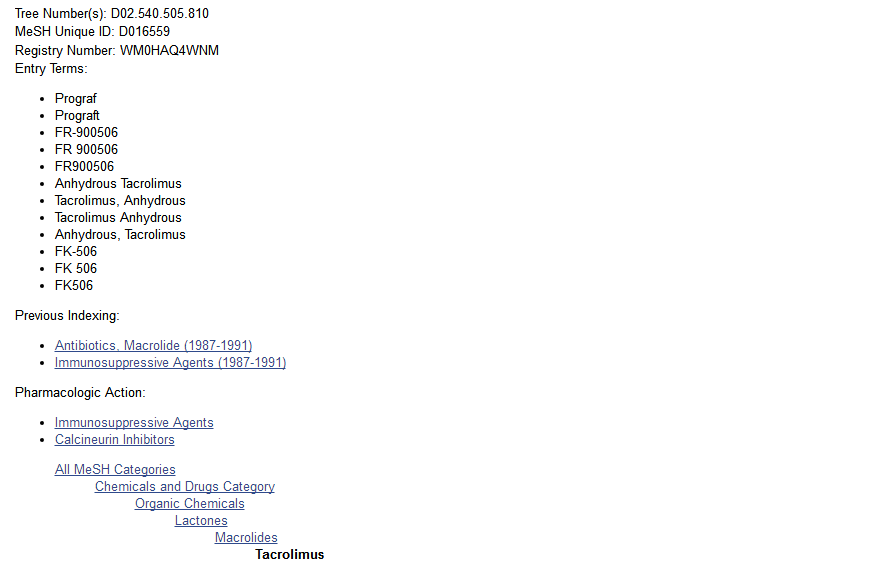 Tree Number(s): D02.540.505.810
MeSH Unique ID: D016559
Registry Number: WM0HAQ4WNM
Entry Terms:
Prograf
Prograft
FR-900506
FR 900506
FR900506
Anhydrous Tacrolimus
Tacrolimus, Anhydrous
Tacrolimus Anhydrous
Anhydrous, Tacrolimus
FK-506
FK 506
FK506
Previous Indexing:
Antibiotics, Macrolide (1987-1991)
Immunosuppressive Agents (1987-1991)
Pharmacologic Action:
Immunosuppressive Agents
Calcineurin Inhibitors
All MeSH Categories
Chemicals and Drugs Category
Organic Chemicals
Lactones
Macrolides
Tacrolimus